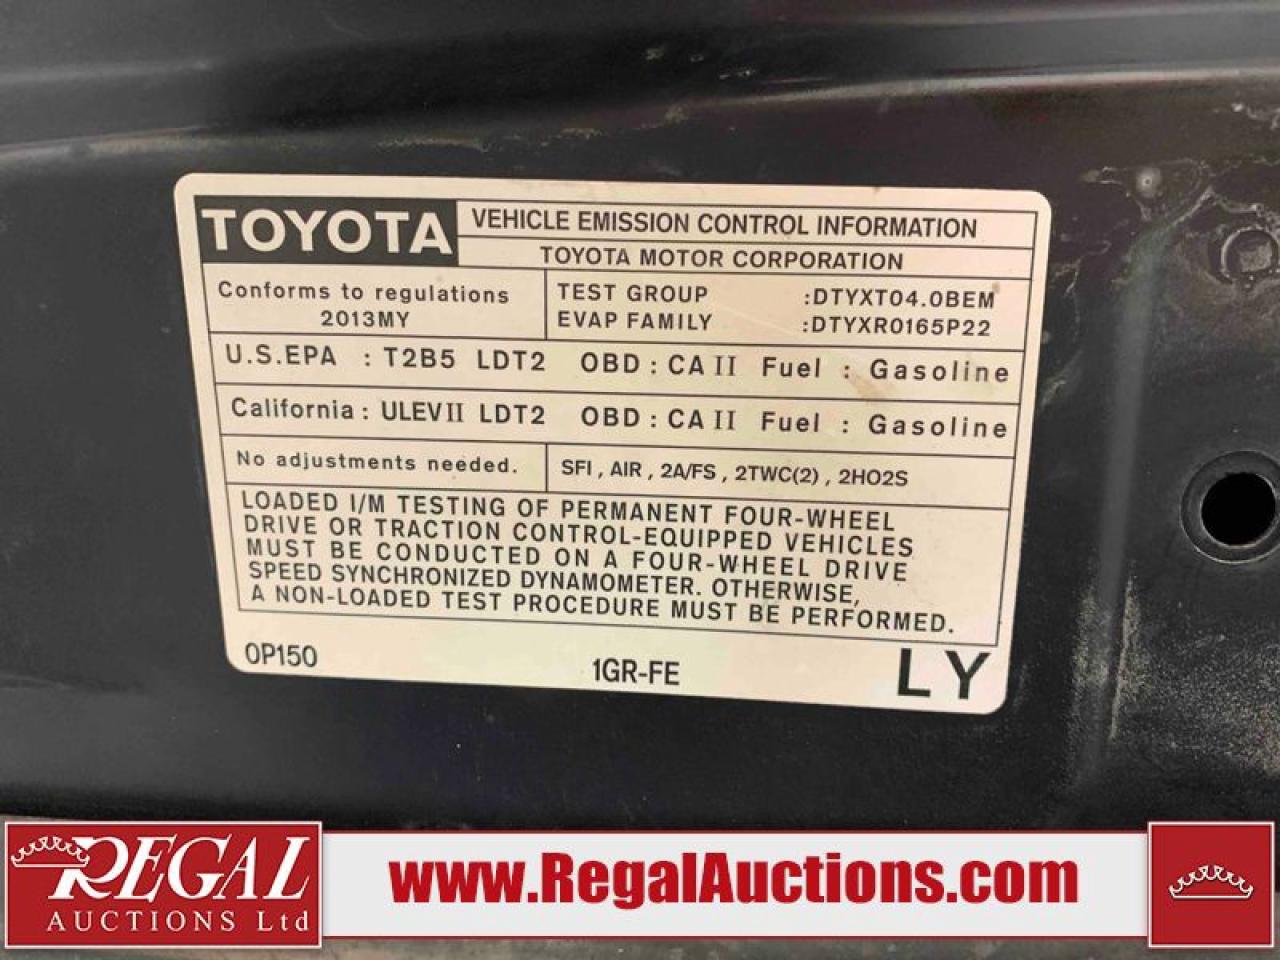 TOYOTA
VEHICLE EMISSION CONTROL INFORMATION
TOYOTA MOTOR CORPORATION
Conforms to regulations
2013MY
TEST GROUP :DTYXT04.0BEM
EVAP FAMILY :DTYXR0165P22
U.S.EPA : T2B5 LDT2 OBD : CA II Fuel : Gasoline
California : ULEV II LDT2 OBD : CA II Fuel : Gasoline
No adjustments needed.
SFI , AIR , 2A/FS , 2TWC(2) , 2HO2S
LOADED I/M TESTING OF PERMANENT FOUR-WHEEL
DRIVE OR TRACTION CONTROL-EQUIPPED VEHICLES
MUST BE CONDUCTED ON A FOUR-WHEEL DRIVE
SPEED SYNCHRONIZED DYNAMOMETER. OTHERWISE,
A NON-LOADED TEST PROCEDURE MUST BE PERFORMED.
0P150 1GR-FE LY
REGAL
AUCTIONS Ltd
www.RegalAuctions.com